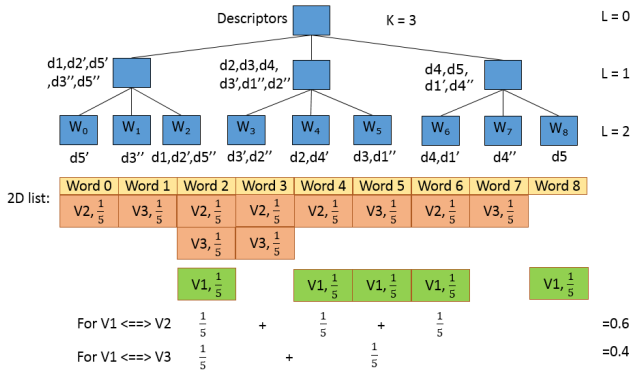 Descriptors K = 3 L = 0
d1,d2′,d5′ d2,d3,d4, d4,d5, L = 1
,d3′′,d5′′ d3′,d1′′,d2′′ d1′,d4′′
W₀ W₁ W₂ W₃ W₄ W₅ W₆ W₇ W₈ L = 2
d5′ d3′′ d1,d2′,d5′′ d3′,d2′′ d2,d4′ d3,d1′′ d4,d1′ d4′′ d5
Word 0 Word 1 Word 2 Word 3 Word 4 Word 5 Word 6 Word 7 Word 8
2D list: V2, 1/5 V3, 1/5 V2, 1/5 V2, 1/5 V2, 1/5 V3, 1/5 V2, 1/5 V3, 1/5
V3, 1/5 V3, 1/5
V1, 1/5 V1, 1/5 V1, 1/5 V1, 1/5 V1, 1/5
For V1 <==> V2 1/5 + 1/5 + 1/5 =0.6
For V1 <==> V3 1/5 + 1/5 =0.4